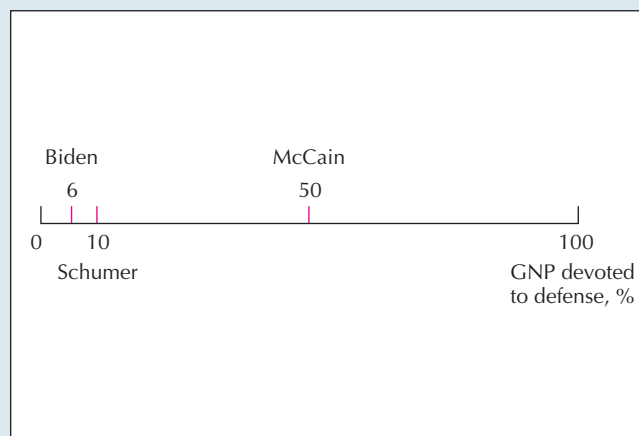 Biden McCain
6 50
0 10 100
Schumer GNP devoted
to defense, %